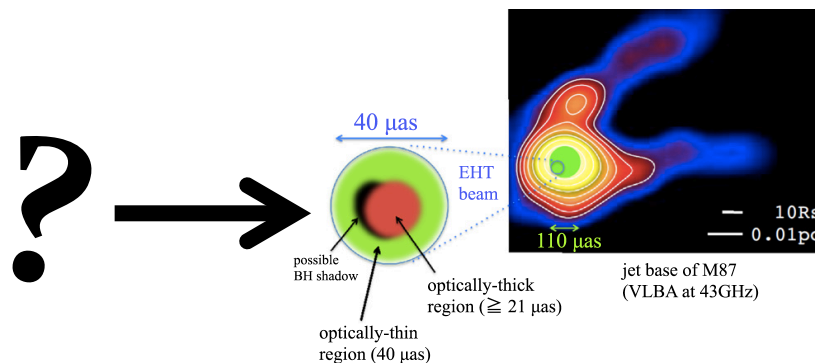 ?
40 μas
EHT
beam
possible
BH shadow
optically-thick
region (≧ 21 μas)
optically-thin
region (40 μas)
110 μas
10Rs
0.01pc
jet base of M87
(VLBA at 43GHz)